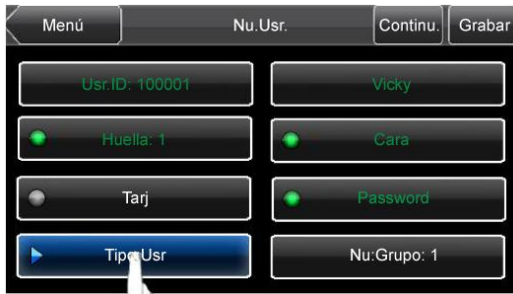 Menú Nu.Usr. Continu. Grabar
Usr.ID: 100001 Vicky
Huella: 1 Cara
Tarj Password
Tipo Usr Nu:Grupo: 1